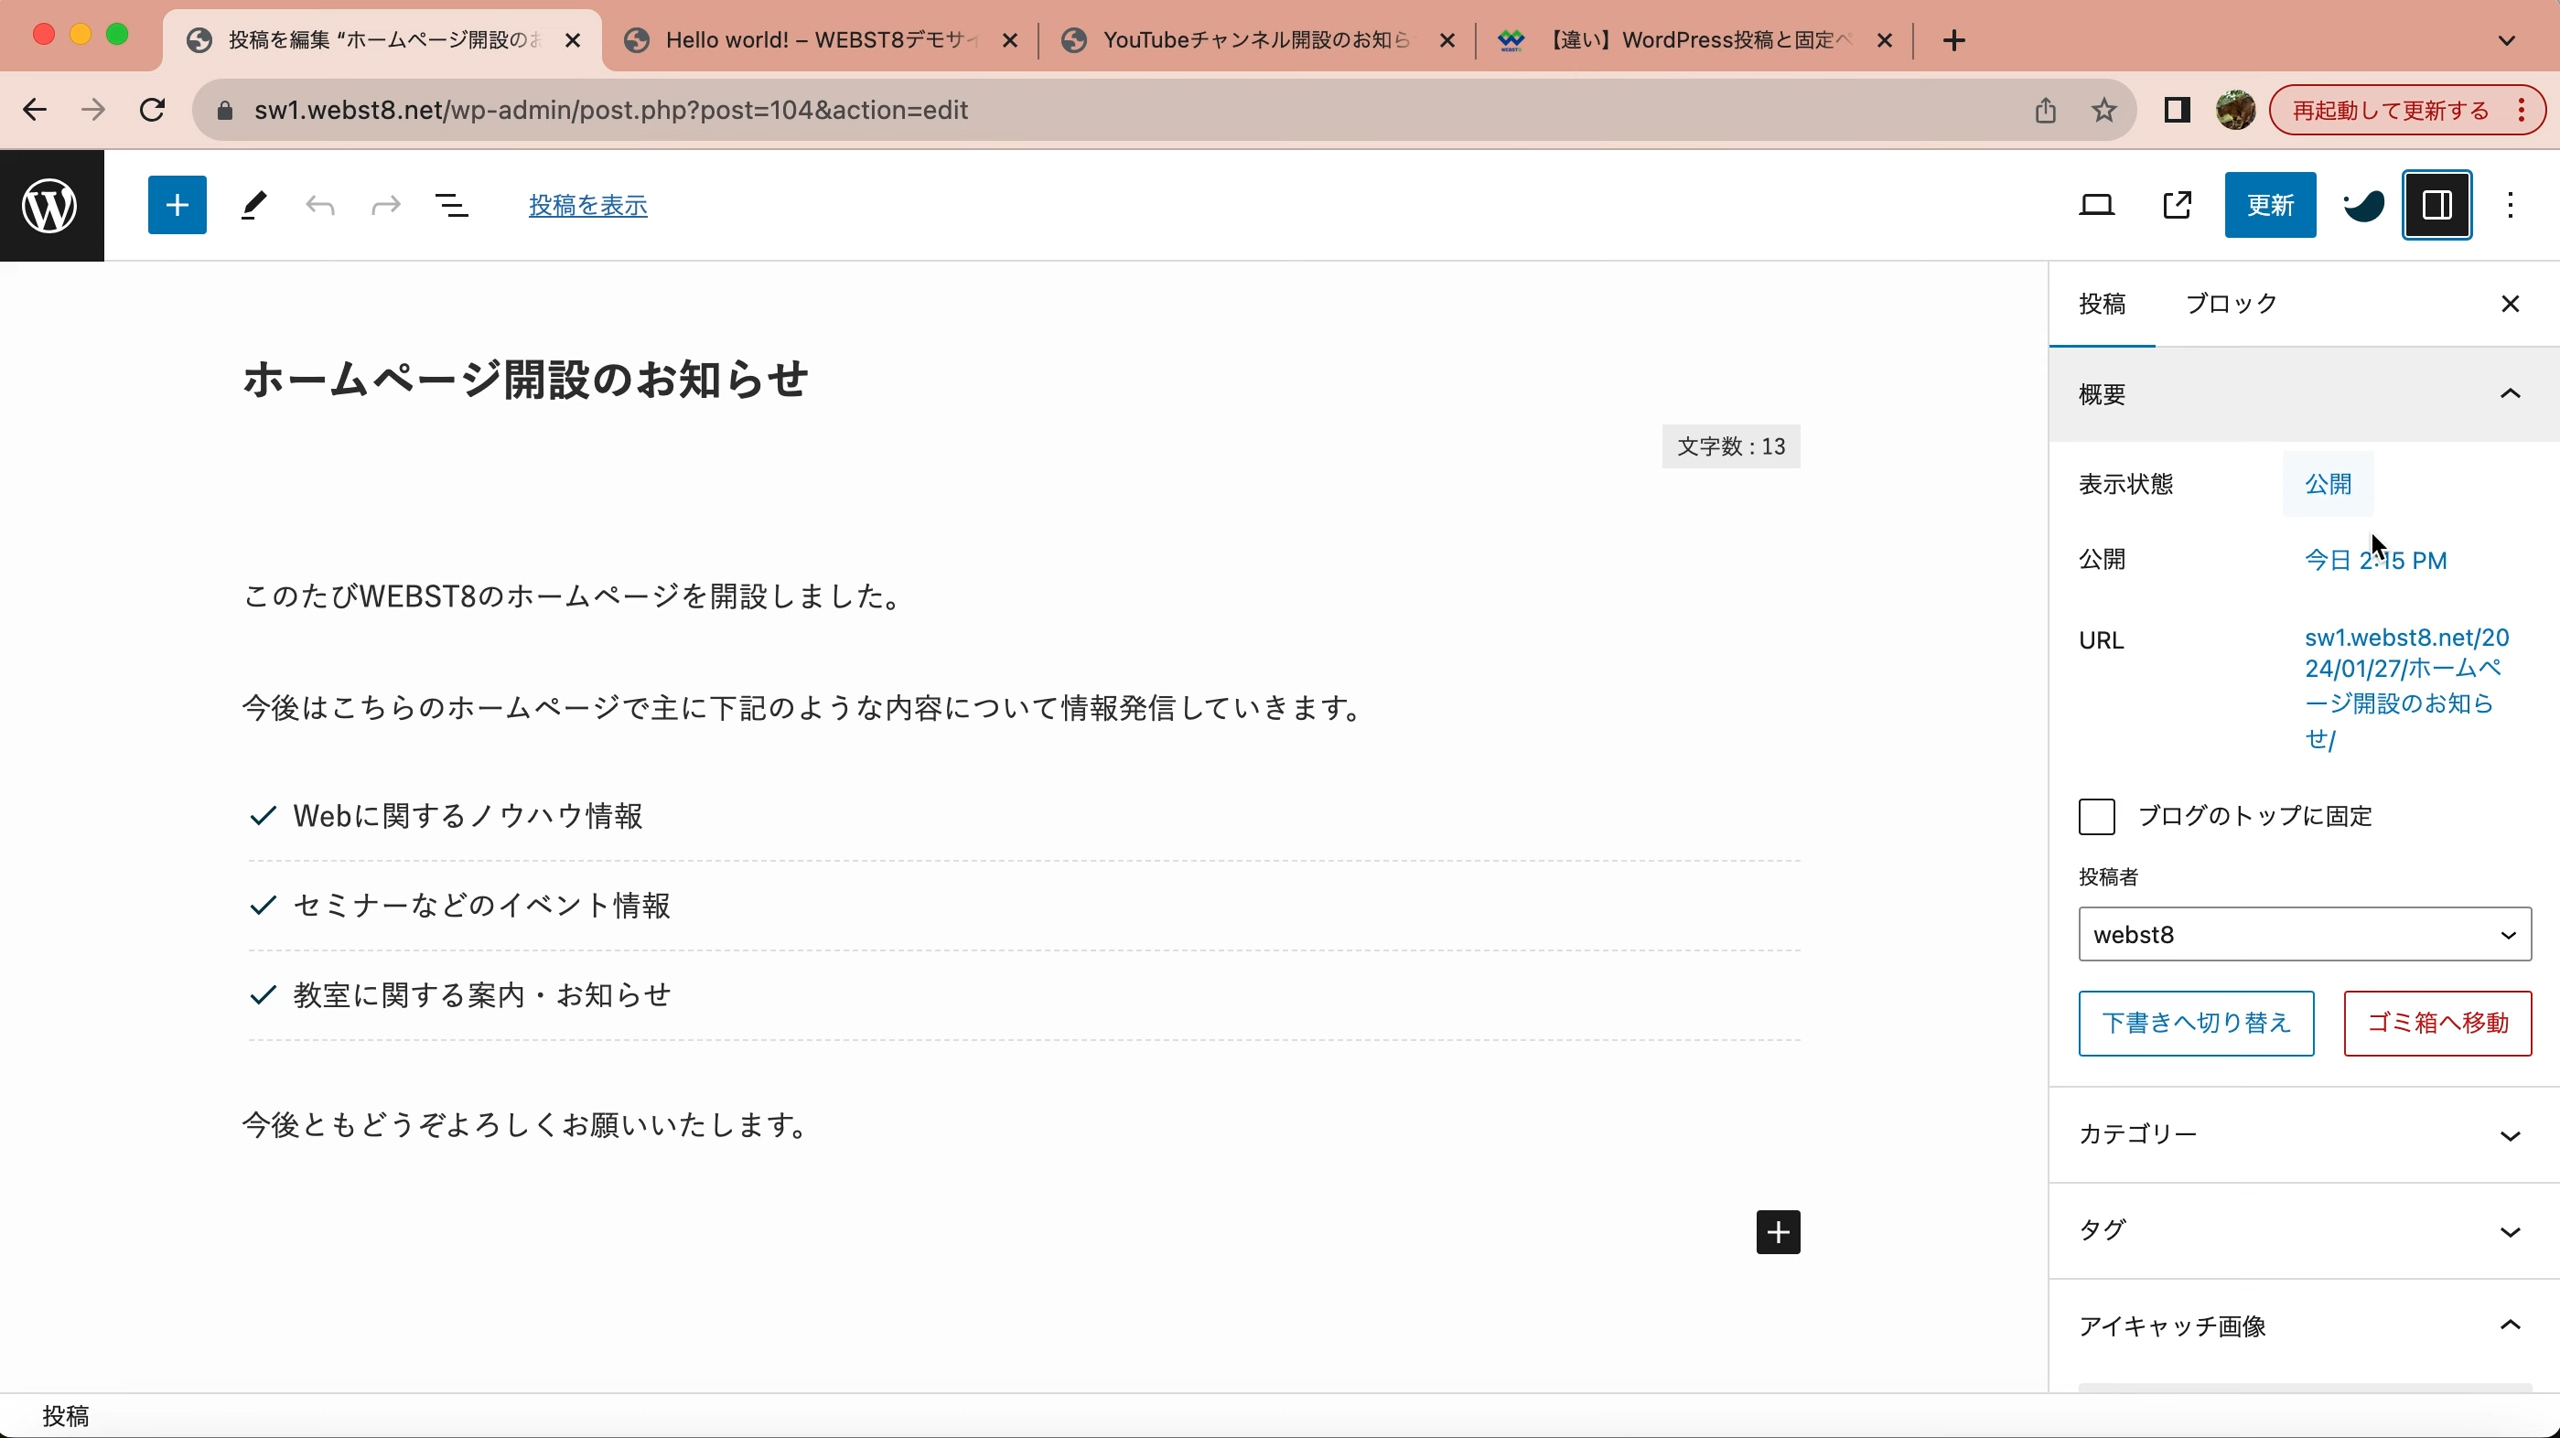 投稿を編集 “ホームページ開設のお
Hello world! – WEBST8デモサイ
YouTubeチャンネル開設のお知ら
【違い】WordPress投稿と固定ペ
sw1.webst8.net/wp-admin/post.php?post=104&action=edit
再起動して更新する
投稿を表示
更新
投稿
ブロック
ホームページ開設のお知らせ
文字数 : 13
このたびWEBST8のホームページを開設しました。
今後はこちらのホームページで主に下記のような内容について情報発信していきます。
Webに関するノウハウ情報
セミナーなどのイベント情報
教室に関する案内・お知らせ
今後ともどうぞよろしくお願いいたします。
概要
表示状態
公開
公開
今日 2:15 PM
URL
sw1.webst8.net/20
24/01/27/ホームペ
ージ開設のお知ら
せ/
ブログのトップに固定
投稿者
webst8
下書きへ切り替え
ゴミ箱へ移動
カテゴリー
タグ
アイキャッチ画像
投稿